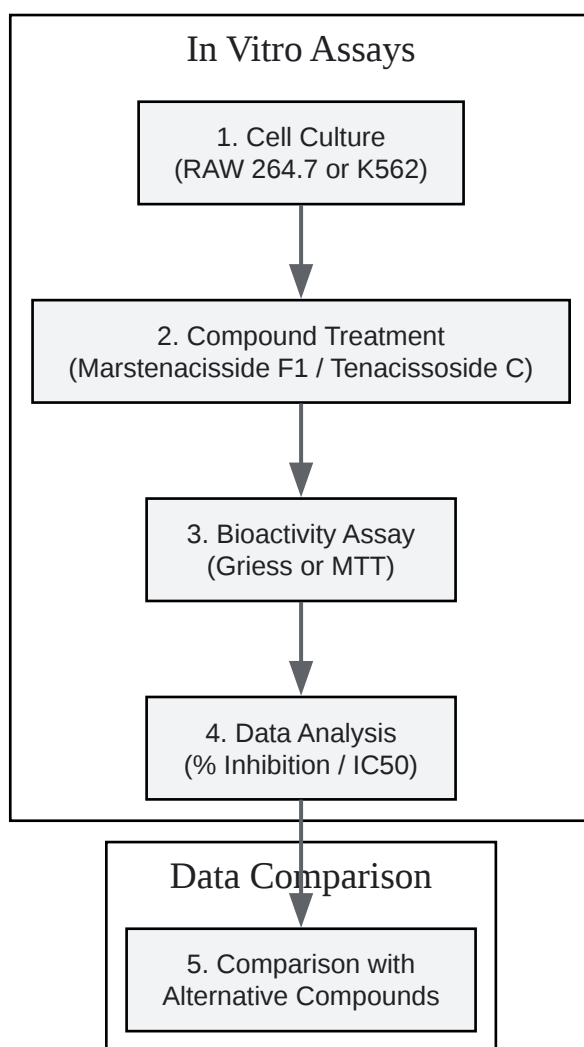 In Vitro Assays
1. Cell Culture
(RAW 264.7 or K562)
2. Compound Treatment
(Marstenacisside F1 / Tenacissoside C)
3. Bioactivity Assay
(Griess or MTT)
4. Data Analysis
(% Inhibition / IC50)
Data Comparison
5. Comparison with
Alternative Compounds